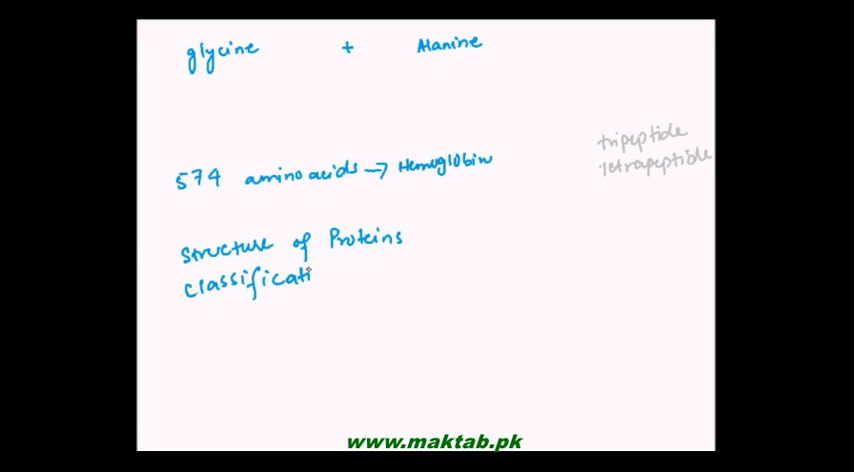 glycine + Alanine
tripeptide
tetrapeptide
574 amino acids → Hemoglobin
Structure of Proteins
classificati
www.maktab.pk